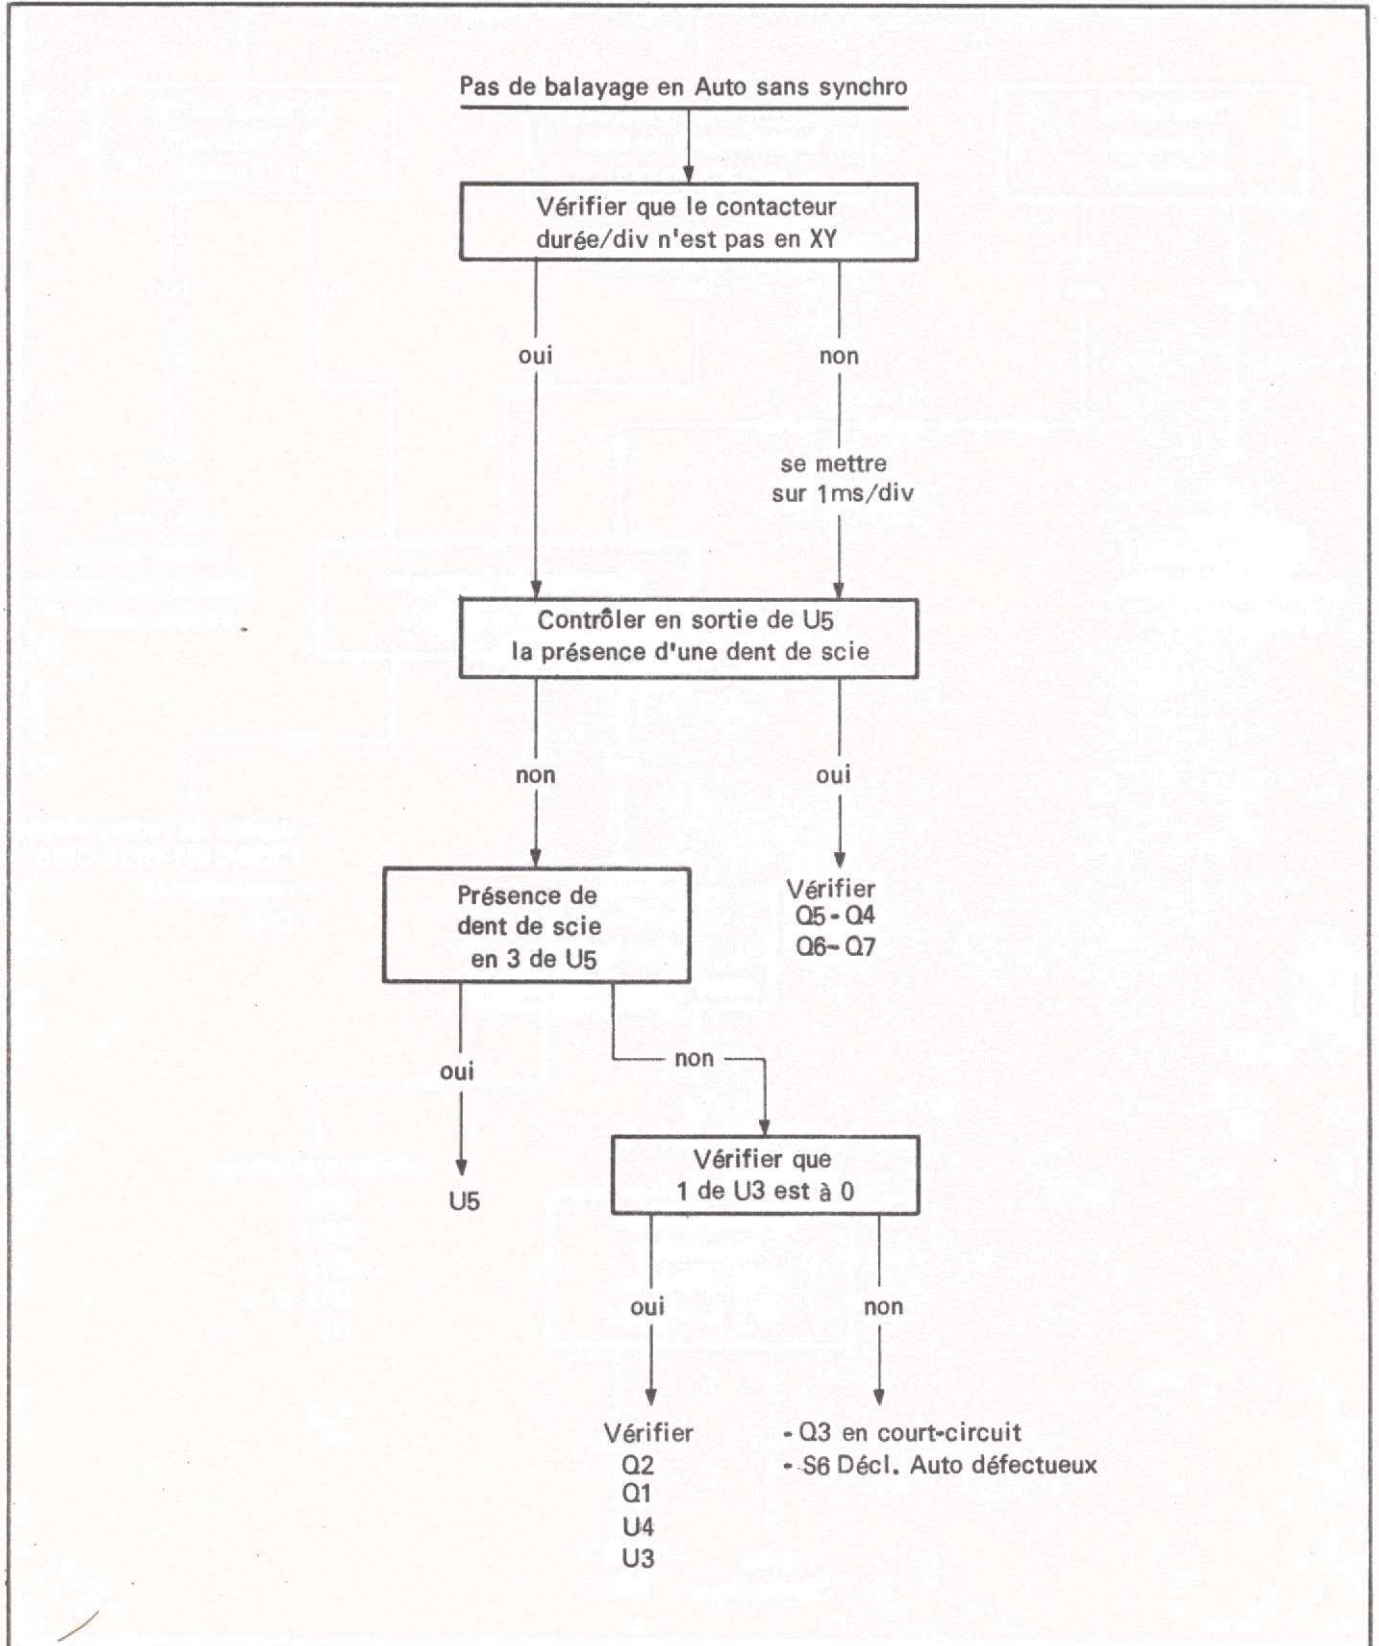 Pas de balayage en Auto sans synchro
Vérifier que le contacteur
durée/div n'est pas en XY
oui
non
se mettre
sur 1ms/div
Contrôler en sortie de U5
la présence d'une dent de scie
non
oui
Présence de
dent de scie
en 3 de U5
Vérifier
Q5 - Q4
Q6 - Q7
oui
non
U5
Vérifier que
1 de U3 est à 0
oui
non
Vérifier
Q2
Q1
U4
U3
- Q3 en court-circuit
- S6 Décl. Auto défectueux